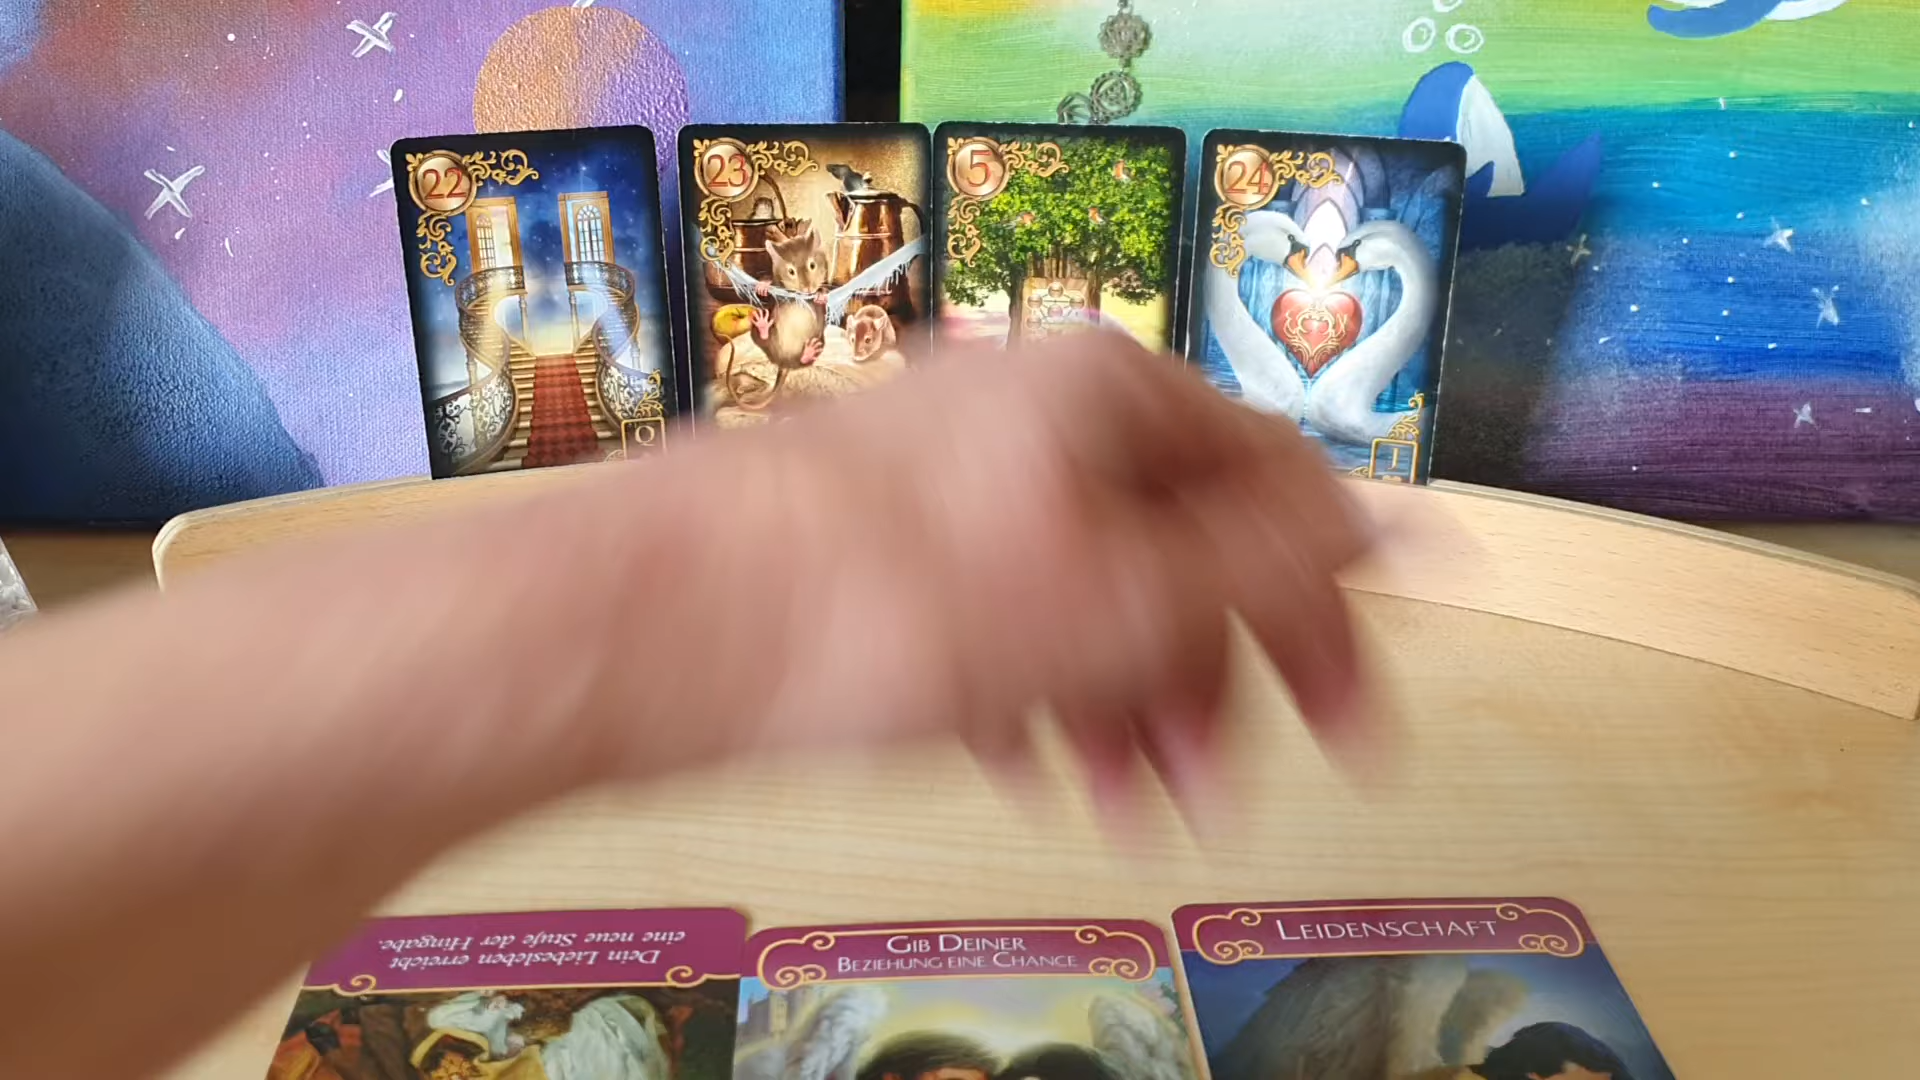 22
23
5
24
Q
J
Dein Liebesleben erreicht
eine neue Stufe der Hingabe.
GIB DEINER
BEZIEHUNG EINE CHANCE
LEIDENSCHAFT